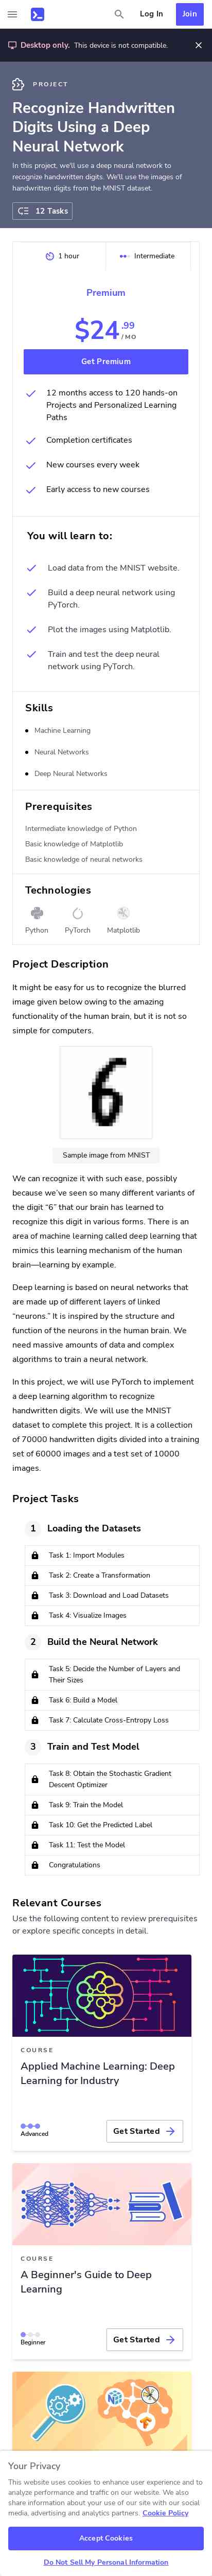 Log In
Join
Desktop only. This device is not compatible.
PROJECT
Recognize Handwritten
Digits Using a Deep
Neural Network
In this project, we'll use a deep neural network to
recognize handwritten digits. We'll use the images of
handwritten digits from the MNIST dataset.
12 Tasks
1 hour
Intermediate
Premium
$24.99
/ MO
Get Premium
12 months access to 120 hands-on
Projects and Personalized Learning
Paths
Completion certificates
New courses every week
Early access to new courses
You will learn to:
Load data from the MNIST website.
Build a deep neural network using
PyTorch.
Plot the images using Matplotlib.
Train and test the deep neural
network using PyTorch.
Skills
Machine Learning
Neural Networks
Deep Neural Networks
Prerequisites
Intermediate knowledge of Python
Basic knowledge of Matplotlib
Basic knowledge of neural networks
Technologies
Python
PyTorch
Matplotlib
Project Description
It might be easy for us to recognize the blurred
image given below owing to the amazing
functionality of the human brain, but it is not so
simple for computers.
6
Sample image from MNIST
We can recognize it with such ease, possibly
because we've seen so many different variants of
the digit "6" that our brain has learned to
recognize this digit in various forms. There is an
area of machine learning called deep learning that
mimics this learning mechanism of the human
brain—learning by example.
Deep learning is based on neural networks which
are made up of different layers of linked
"neurons." It is inspired by the structure and
function of the neurons in the human brain. We
need massive amounts of data and complex
algorithms to train a neural network.
In this project, we will use PyTorch to implement
a deep learning algorithm to recognize
handwritten digits. We will use the MNIST
dataset to complete this project. It is a collection
of 70000 handwritten digits divided into a training
set of 60000 images and a test set of 10000
images.
Project Tasks
1 Loading the Datasets
Task 1: Import Modules
Task 2: Create a Transformation
Task 3: Download and Load Datasets
Task 4: Visualize Images
2 Build the Neural Network
Task 5: Decide the Number of Layers and
Their Sizes
Task 6: Build a Model
Task 7: Calculate Cross-Entropy Loss
3 Train and Test Model
Task 8: Obtain the Stochastic Gradient
Descent Optimizer
Task 9: Train the Model
Task 10: Get the Predicted Label
Task 11: Test the Model
Congratulations
Relevant Courses
Use the following content to review prerequisites
or explore specific concepts in detail.
COURSE
Applied Machine Learning: Deep
Learning for Industry
Advanced
Get Started
COURSE
A Beginner's Guide to Deep
Learning
Beginner
Get Started
Your Privacy
This website uses cookies to enhance user experience and to
analyze performance and traffic on our website. We also
share information about your use of our site with our social
media, advertising and analytics partners. Cookie Policy
Accept Cookies
Do Not Sell My Personal Information